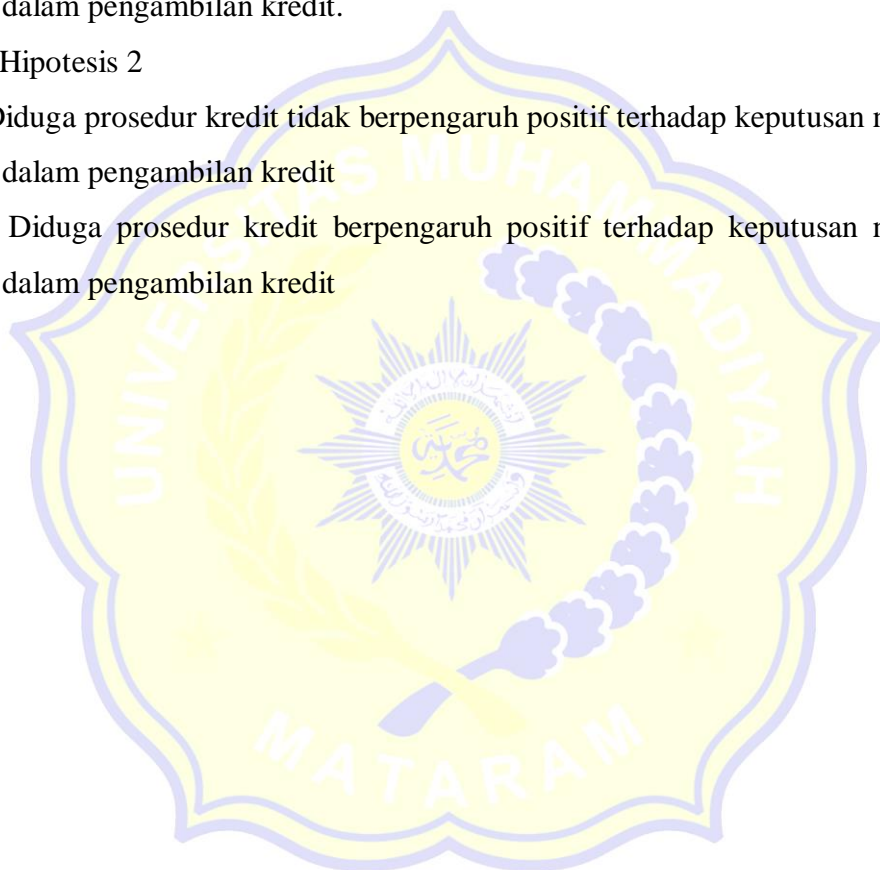 dalam pengambilan kredit.
Hipotesis 2
Diduga prosedur kredit tidak berpengaruh positif terhadap keputusan
dalam pengambilan kredit
Diduga prosedur kredit berpengaruh positif terhadap keputusan
dalam pengambilan kredit
UNIVERSITAS MUHAMMADIYAH
محمدية
MATARAM